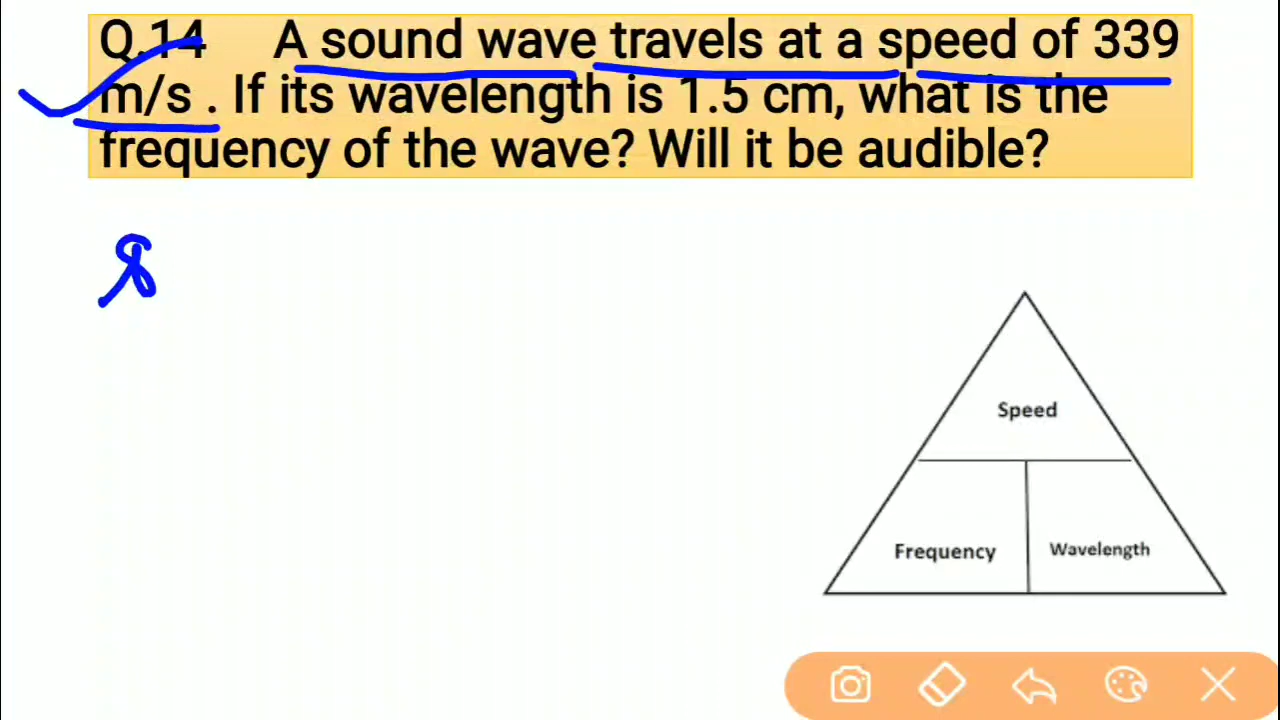 Q.14 A sound wave travels at a speed of 339
m/s . If its wavelength is 1.5 cm, what is the
frequency of the wave? Will it be audible?
Speed
Frequency
Wavelength